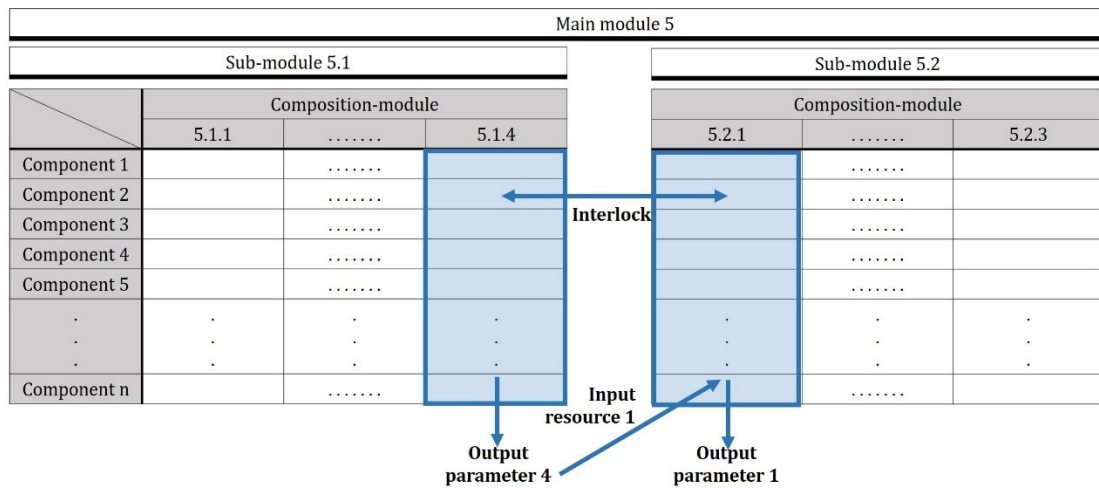 Main module 5
Sub-module 5.1
Sub-module 5.2
Composition-module
Composition-module
5.1.1 ....... 5.1.4
5.2.1 ....... 5.2.3
Component 1 ....... .......
Component 2 ....... .......
Interlock
Component 3 ....... .......
Component 4 ....... .......
Component 5 ....... .......
. . . . . . .
. . . . . . .
. . . . . . .
Component n ....... .......
Input
resource 1
Output
parameter 4
Output
parameter 1